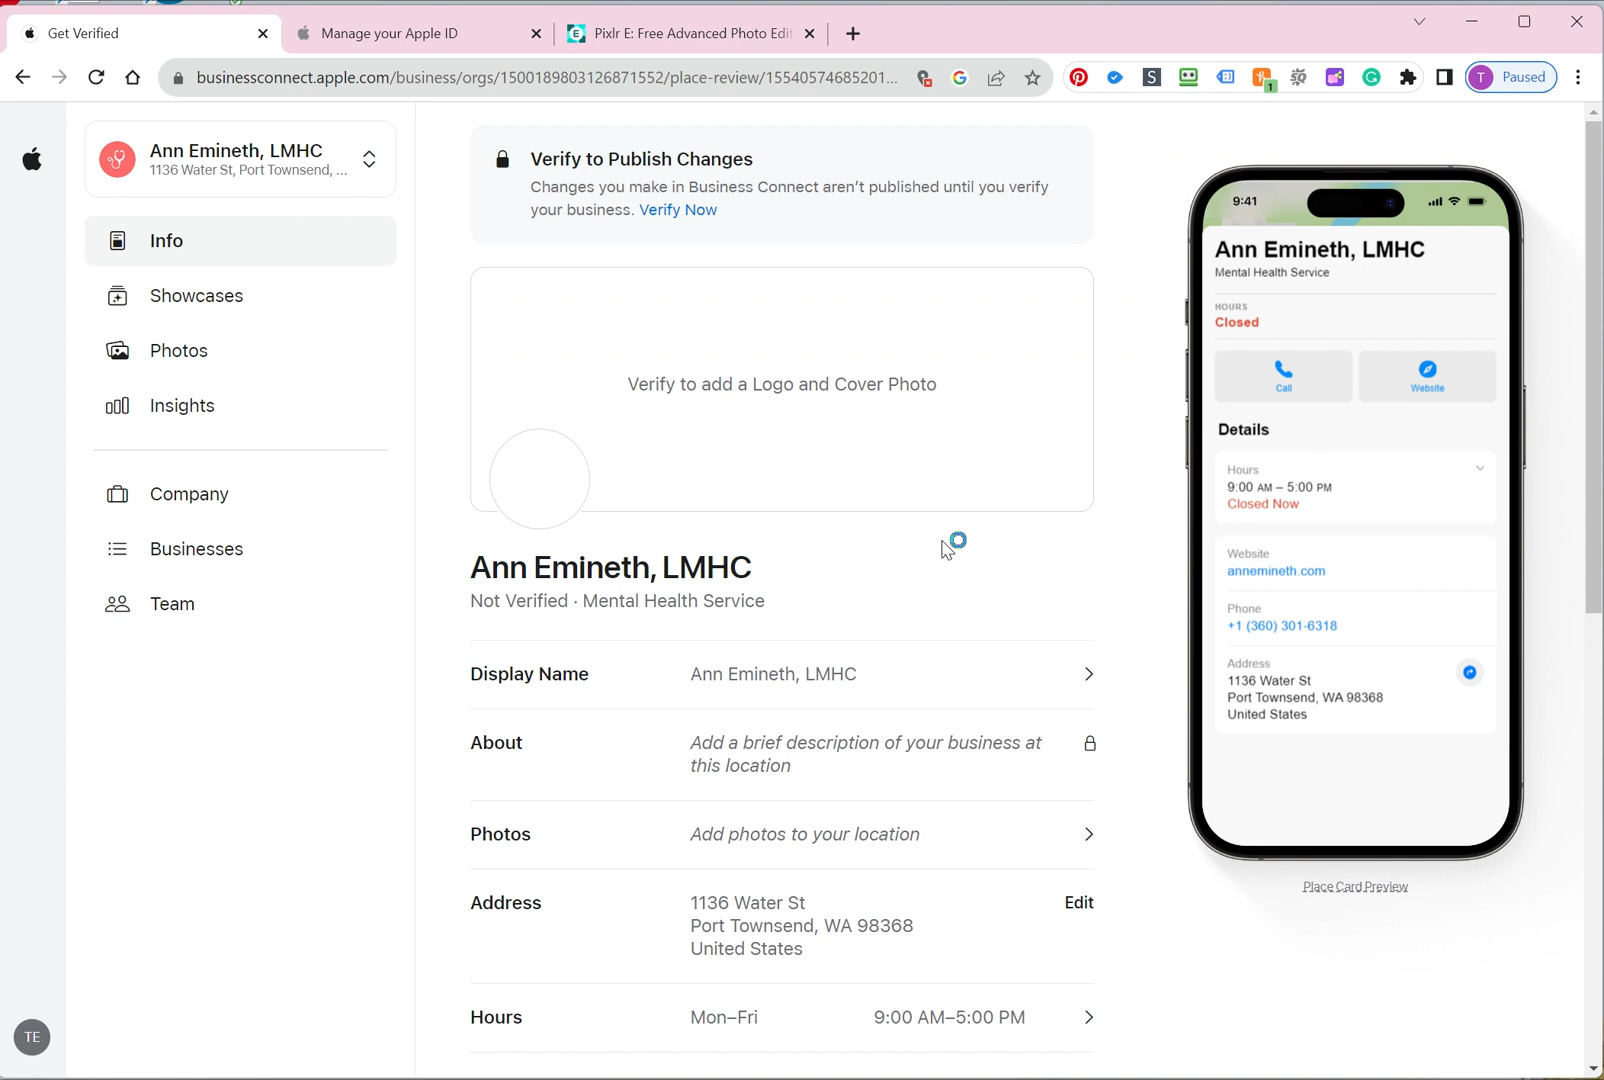 Get Verified
Manage your Apple ID
Pixlr E: Free Advanced Photo Edit
businessconnect.apple.com/business/orgs/1500189803126871552/place-review/15540574685201...
1
T Paused
Ann Emineth, LMHC
1136 Water St, Port Townsend, ...
Info
Showcases
Photos
Insights
Company
Businesses
Team
TE
Verify to Publish Changes
Changes you make in Business Connect aren't published until you verify
your business. Verify Now
Verify to add a Logo and Cover Photo
Ann Emineth, LMHC
Not Verified · Mental Health Service
Display Name Ann Emineth, LMHC
About Add a brief description of your business at
this location
Photos Add photos to your location
Address 1136 Water St Edit
Port Townsend, WA 98368
United States
Hours Mon–Fri 9:00 AM–5:00 PM
9:41
Ann Emineth, LMHC
Mental Health Service
HOURS
Closed
Call Website
Details
Hours
9:00 AM – 5:00 PM
Closed Now
Website
annemineth.com
Phone
+1 (360) 301-6318
Address
1136 Water St
Port Townsend, WA 98368
United States
Place Card Preview